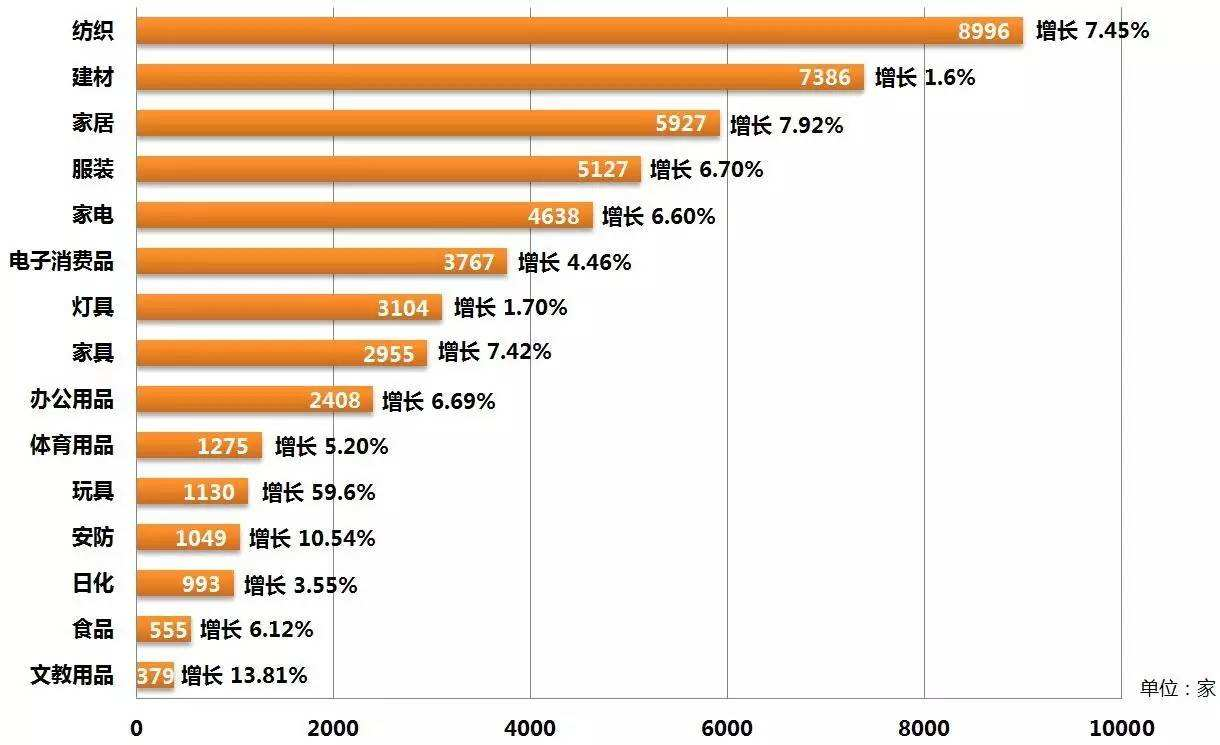 纺织 8996 增长 7.45%
建材 7386 增长 1.6%
家居 5927 增长 7.92%
服装 5127 增长 6.70%
家电 4638 增长 6.60%
电子消费品 3767 增长 4.46%
灯具 3104 增长 1.70%
家具 2955 增长 7.42%
办公用品 2408 增长 6.69%
体育用品 1275 增长 5.20%
玩具 1130 增长 59.6%
安防 1049 增长 10.54%
日化 993 增长 3.55%
食品 555 增长 6.12%
文教用品 379 增长 13.81%
单位：家
0 2000 4000 6000 8000 10000